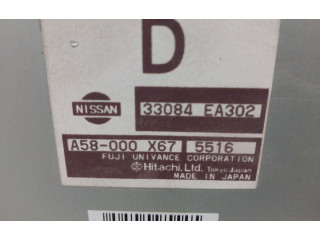 D
NISSAN 33084 EA302
A58-000 X67 5516
FUJI UNIVANCE CORPORATION
Hitachi, Ltd. Tokyo Japan
MADE IN JAPAN